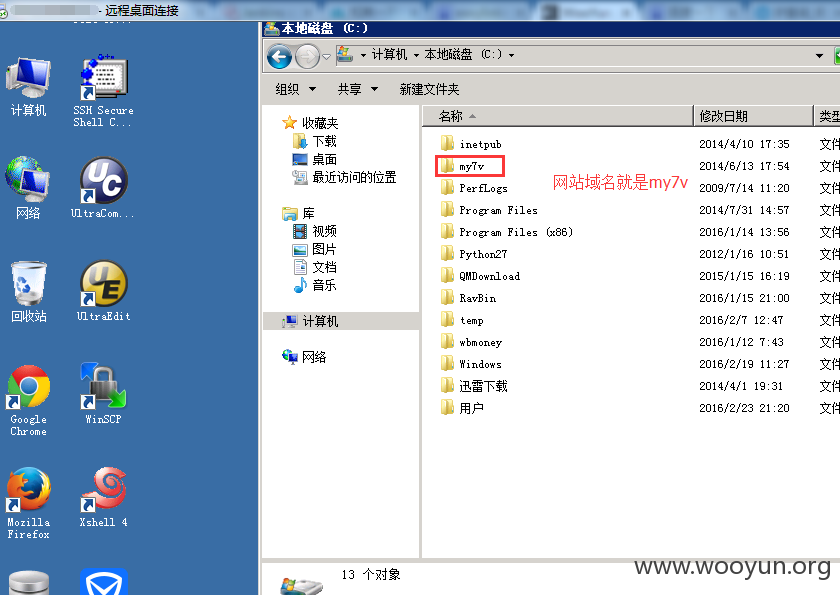 - 远程桌面连接
本地磁盘 (C:)
计算机 本地磁盘 (C:)
组织 共享 新建文件夹
名称 修改日期 类型
计算机
SSH Secure
Shell C...
网络
UltraCom...
回收站
UltraEdit
Google
Chrome
WinSCP
Mozilla
Firefox
Xshell 4
收藏夹
下载
桌面
最近访问的位置
库
视频
图片
文档
音乐
计算机
网络
inetpub 2014/4/10 17:35 文件
my7v 2014/6/13 17:54 文件
网站域名就是my7v
PerfLogs 2009/7/14 11:20 文件
Program Files 2014/7/31 14:57 文件
Program Files (x86) 2016/1/14 13:56 文件
Python27 2012/1/16 10:51 文件
QMDownload 2015/1/15 16:19 文件
RavBin 2016/1/15 21:00 文件
temp 2016/2/7 12:47 文件
wbmoney 2016/1/12 7:43 文件
Windows 2016/2/19 11:27 文件
迅雷下载 2014/4/1 19:31 文件
用户 2016/2/23 21:20 文件
13 个对象
www.wooyun.org